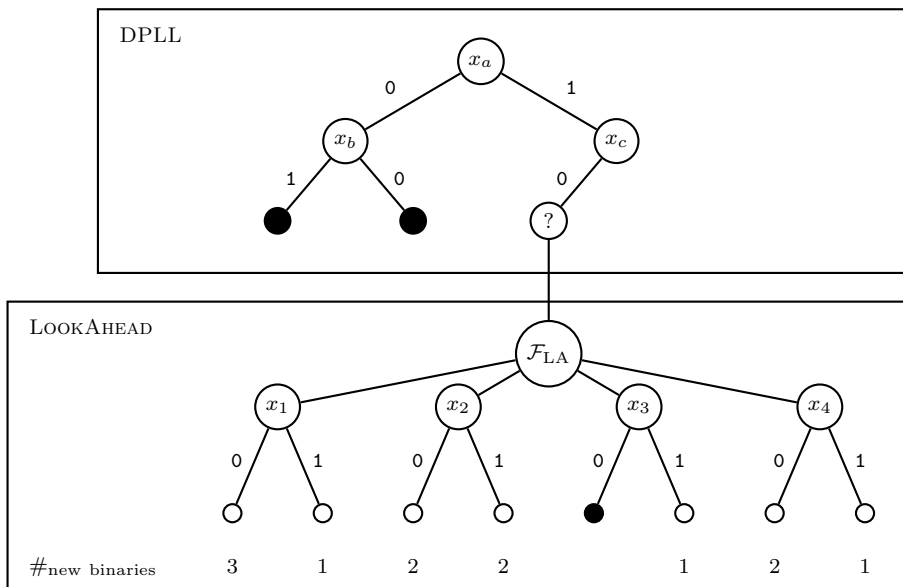 DPLL
x_a
0 1
x_b x_c
1 0 0
?
LOOKAHEAD
F_LA
x_1 x_2 x_3 x_4
0 1 0 1 0 1 0 1
#new binaries 3 1 2 2 1 2 1